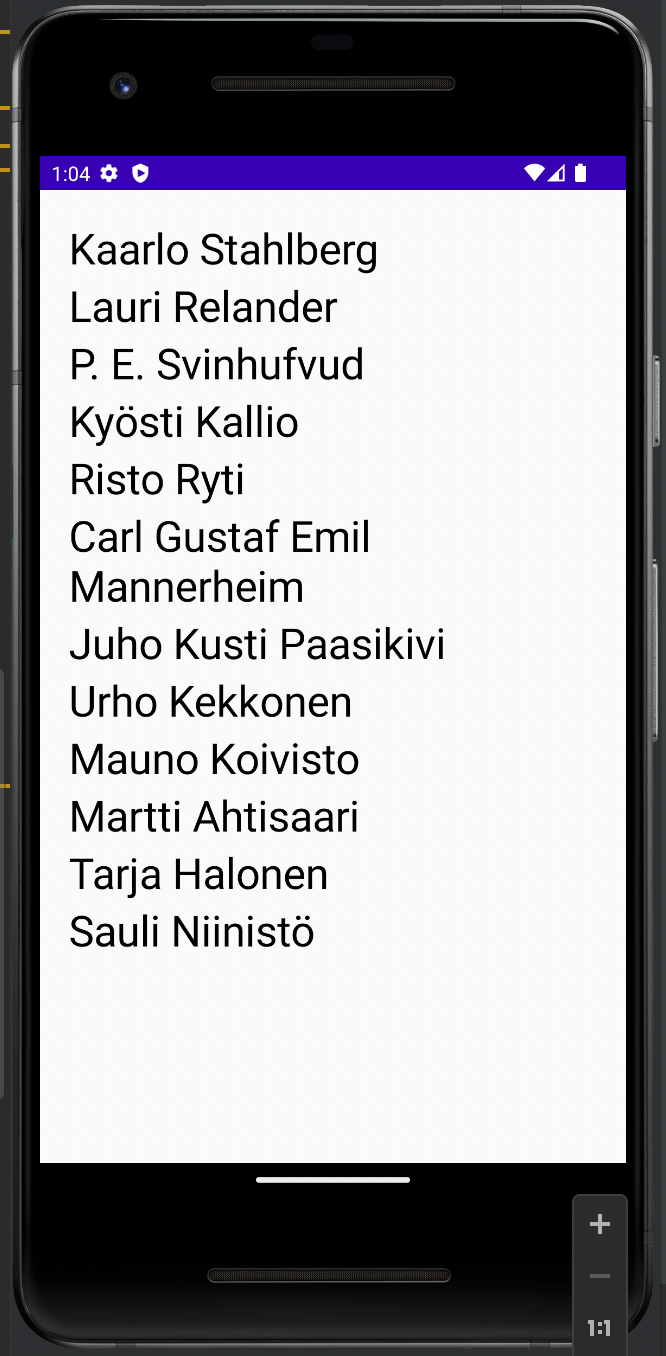 1:04
Kaarlo Stahlberg
Lauri Relander
P. E. Svinhufvud
Kyösti Kallio
Risto Ryti
Carl Gustaf Emil
Mannerheim
Juho Kusti Paasikivi
Urho Kekkonen
Mauno Koivisto
Martti Ahtisaari
Tarja Halonen
Sauli Niinistö
1:1